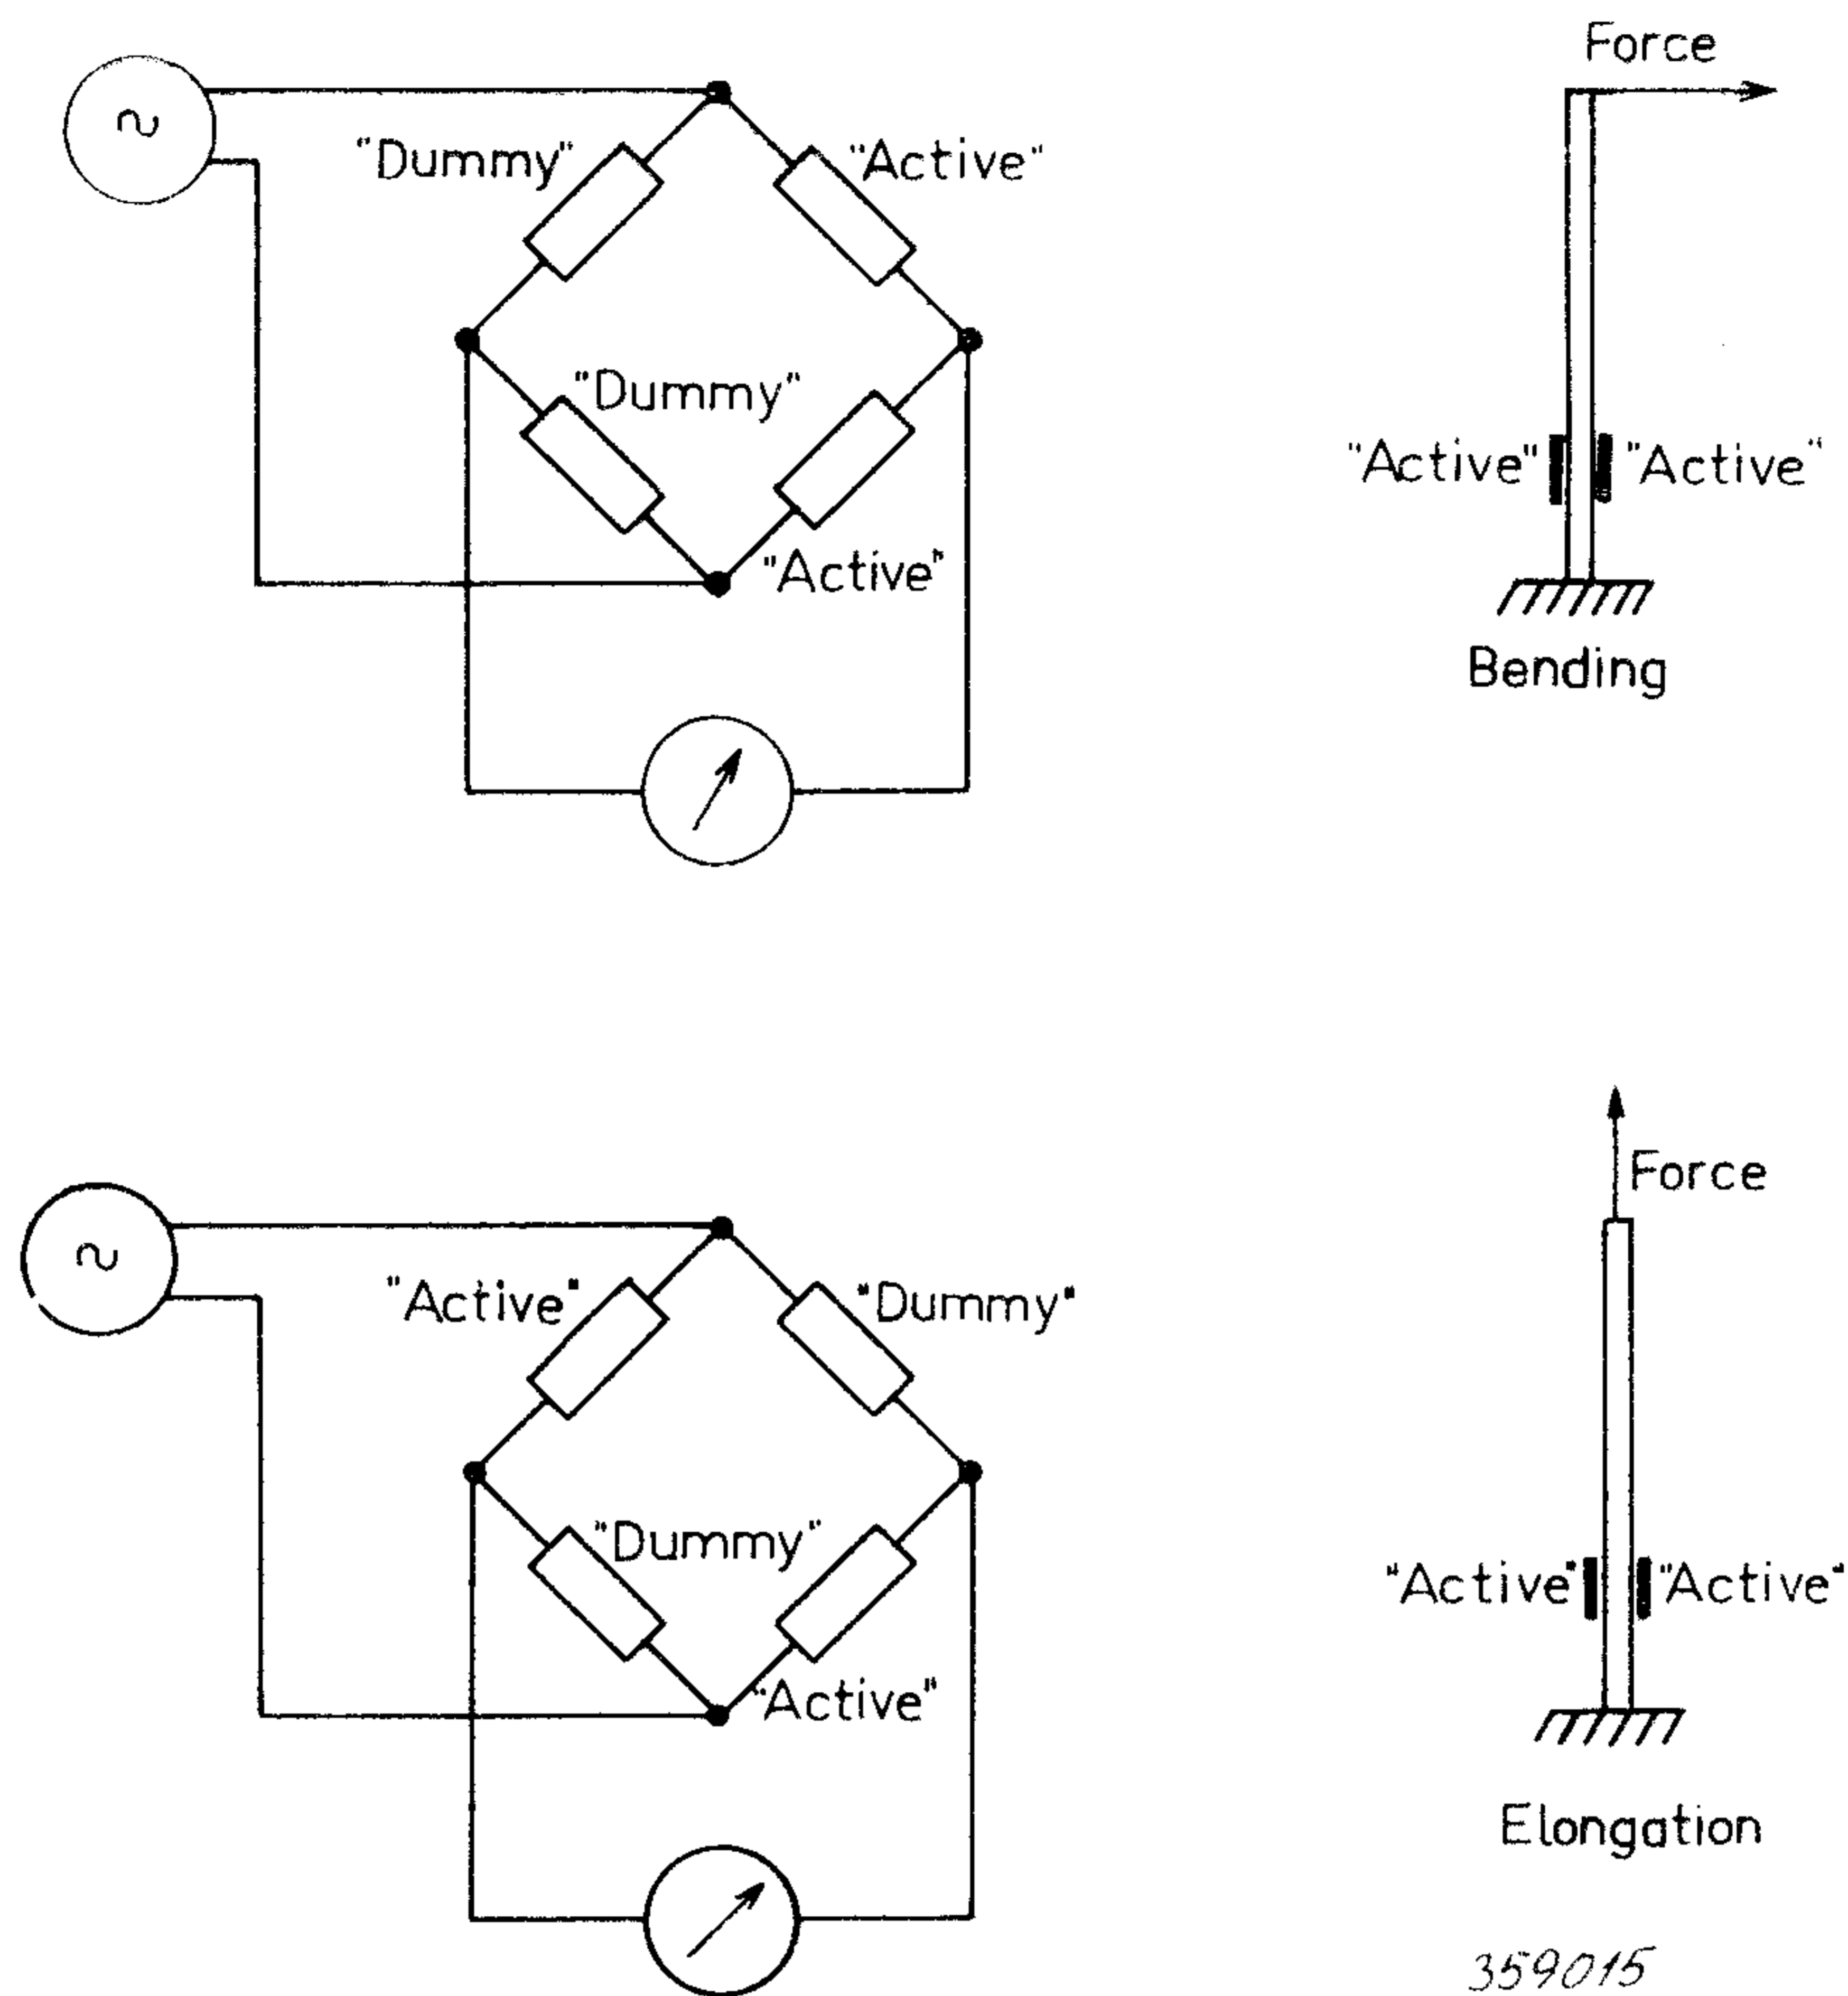 Force
"Dummy"
"Active"
"Dummy"
"Active"
"Active"
"Active"
Bending
Force
"Active"
"Dummy"
"Dummy"
"Active"
"Active"
"Active"
Elongation
359015